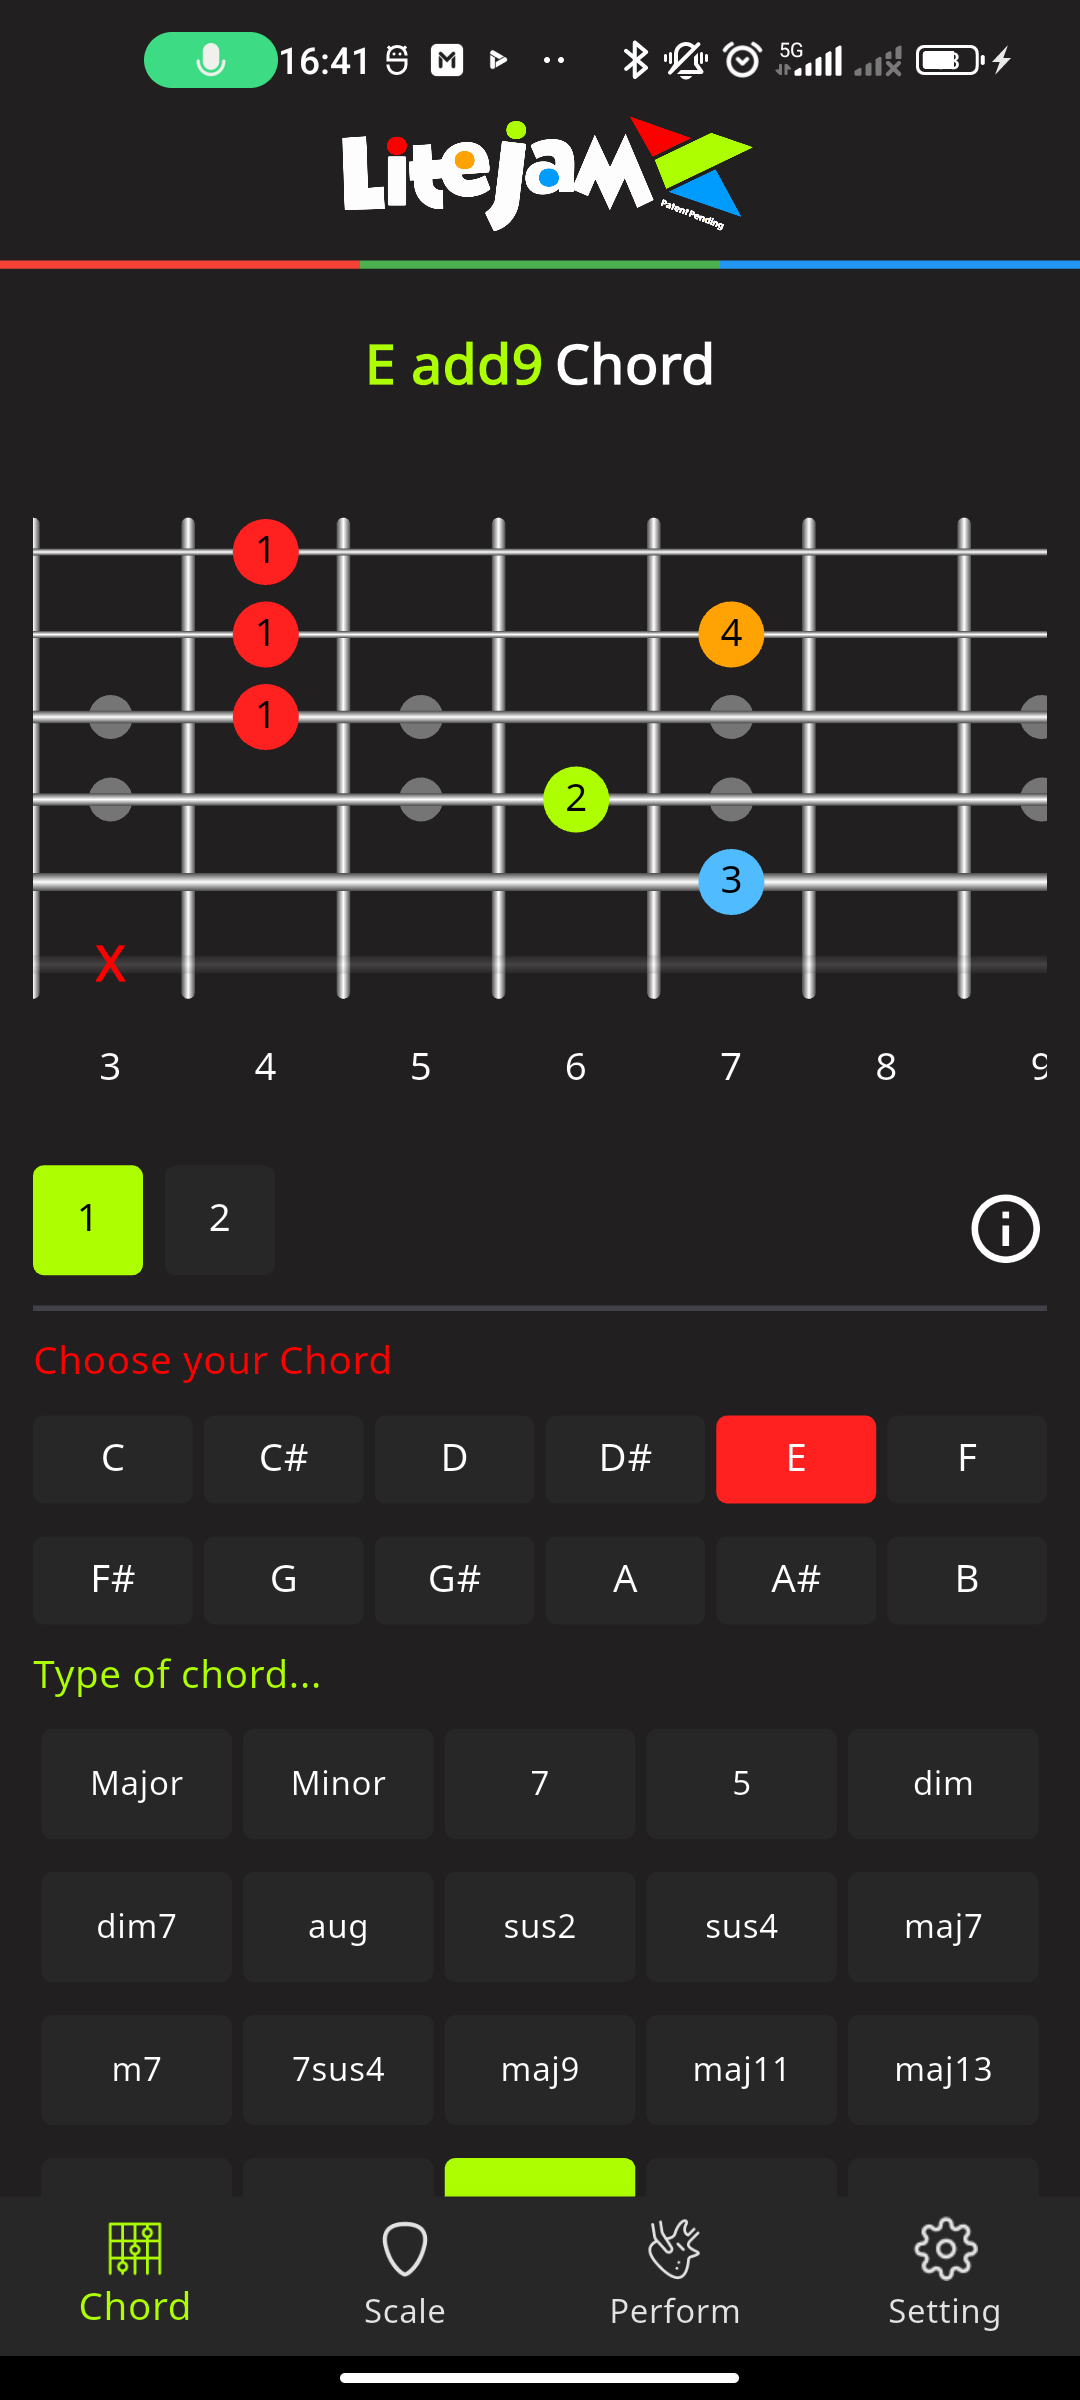 16:41 5G
Litejam
Patent Pending
E add9 Chord
1
1 4
1
2
3
X
3 4 5 6 7 8 9
1 2
Choose your Chord
C C# D D# E F
F# G G# A A# B
Type of chord...
Major Minor 7 5 dim
dim7 aug sus2 sus4 maj7
m7 7sus4 maj9 maj11 maj13
Chord Scale Perform Setting